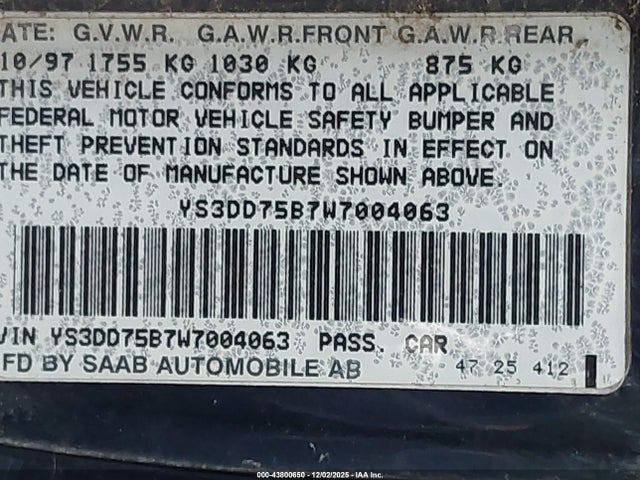 ATE: G.V.W.R. G.A.W.R.FRONT G.A.W.R.REAR
10/97 1755 KG 1030 KG 875 KG
THIS VEHICLE CONFORMS TO ALL APPLICABLE
FEDERAL MOTOR VEHICLE SAFETY BUMPER AND
THEFT PREVENTION STANDARDS IN EFFECT ON
THE DATE OF MANUFACTURE SHOWN ABOVE.
YS3DD75B7W7004063
VIN YS3DD75B7W7004063 PASS. CAR
FD BY SAAB AUTOMOBILE AB 47 25 412
000-43800650 - 12/02/2025 - IAA Inc.